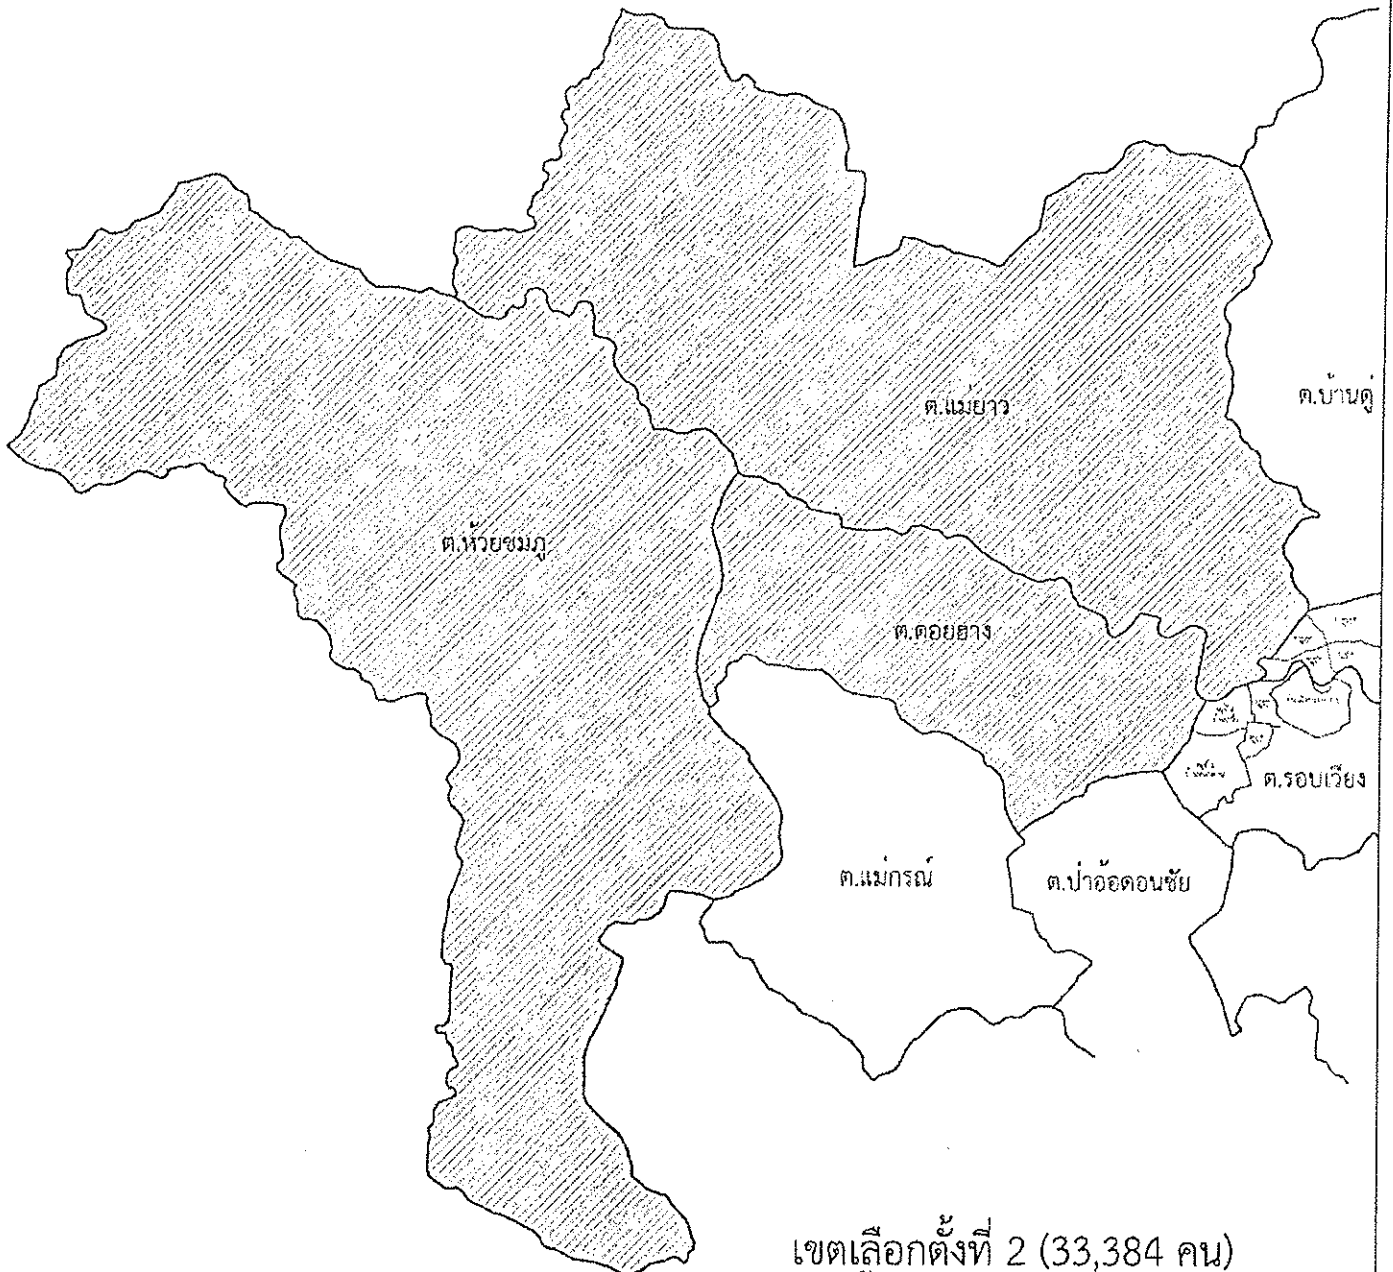 ต.แม่ยาว
ต.บ้านดู่
ต.ห้วยชมภู
ต.ดอยฮาง
ต.รอบเวียง
ต.แม่กรณ์
ต.ป่าอ้อดอนชัย
เขตเลือกตั้งที่ 2 (33,384 คน)